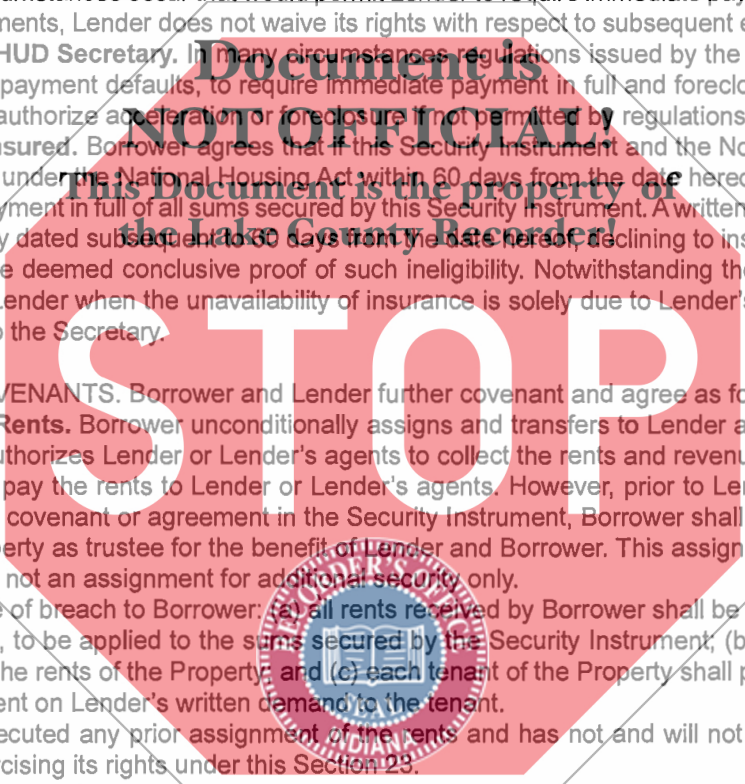 ments, Lender does not waive its rights with respect to subsequent e
HUD Secretary. In many circumstances regulations issued by the
payment defaults, to require immediate payment in full and foreclo
authorize acceleration or foreclosure if not permitted by regulations
sured. Borrower agrees that if this Security Instrument and the No
under the National Housing Act within 60 days from the date hereo
yment in full of all sums secured by this Security Instrument. A written
y dated subsequent to 60 days from the date hereof, declining to ins
e deemed conclusive proof of such ineligibility. Notwithstanding the
Lender when the unavailability of insurance is solely due to Lender's
o the Secretary.
Document is
NOT OFFICIAL!
This Document is the property of
the Lake County Recorder!
STOP
VENANTS. Borrower and Lender further covenant and agree as fo
Rents. Borrower unconditionally assigns and transfers to Lender a
uthorizes Lender or Lender's agents to collect the rents and revenu
pay the rents to Lender or Lender's agents. However, prior to Len
covenant or agreement in the Security Instrument, Borrower shall
perty as trustee for the benefit of Lender and Borrower. This assign
not an assignment for additional security only.
e of breach to Borrower: (a) all rents received by Borrower shall be
, to be applied to the sums secured by the Security Instrument; (b
he rents of the Property; and (c) each tenant of the Property shall p
ent on Lender's written demand to the tenant.
ecuted any prior assignment of the rents and has not and will not
rcising its rights under this Section 23.
RECORDER'S OFFICE
SEAL
INDIANA